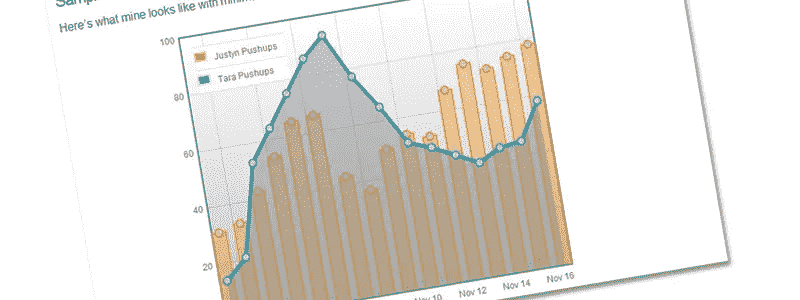 Here's what mine looks like with
100
Justyn Pushups
Tara Pushups
80
60
40
20
Nov 10
Nov 12
Nov 14
Nov 16